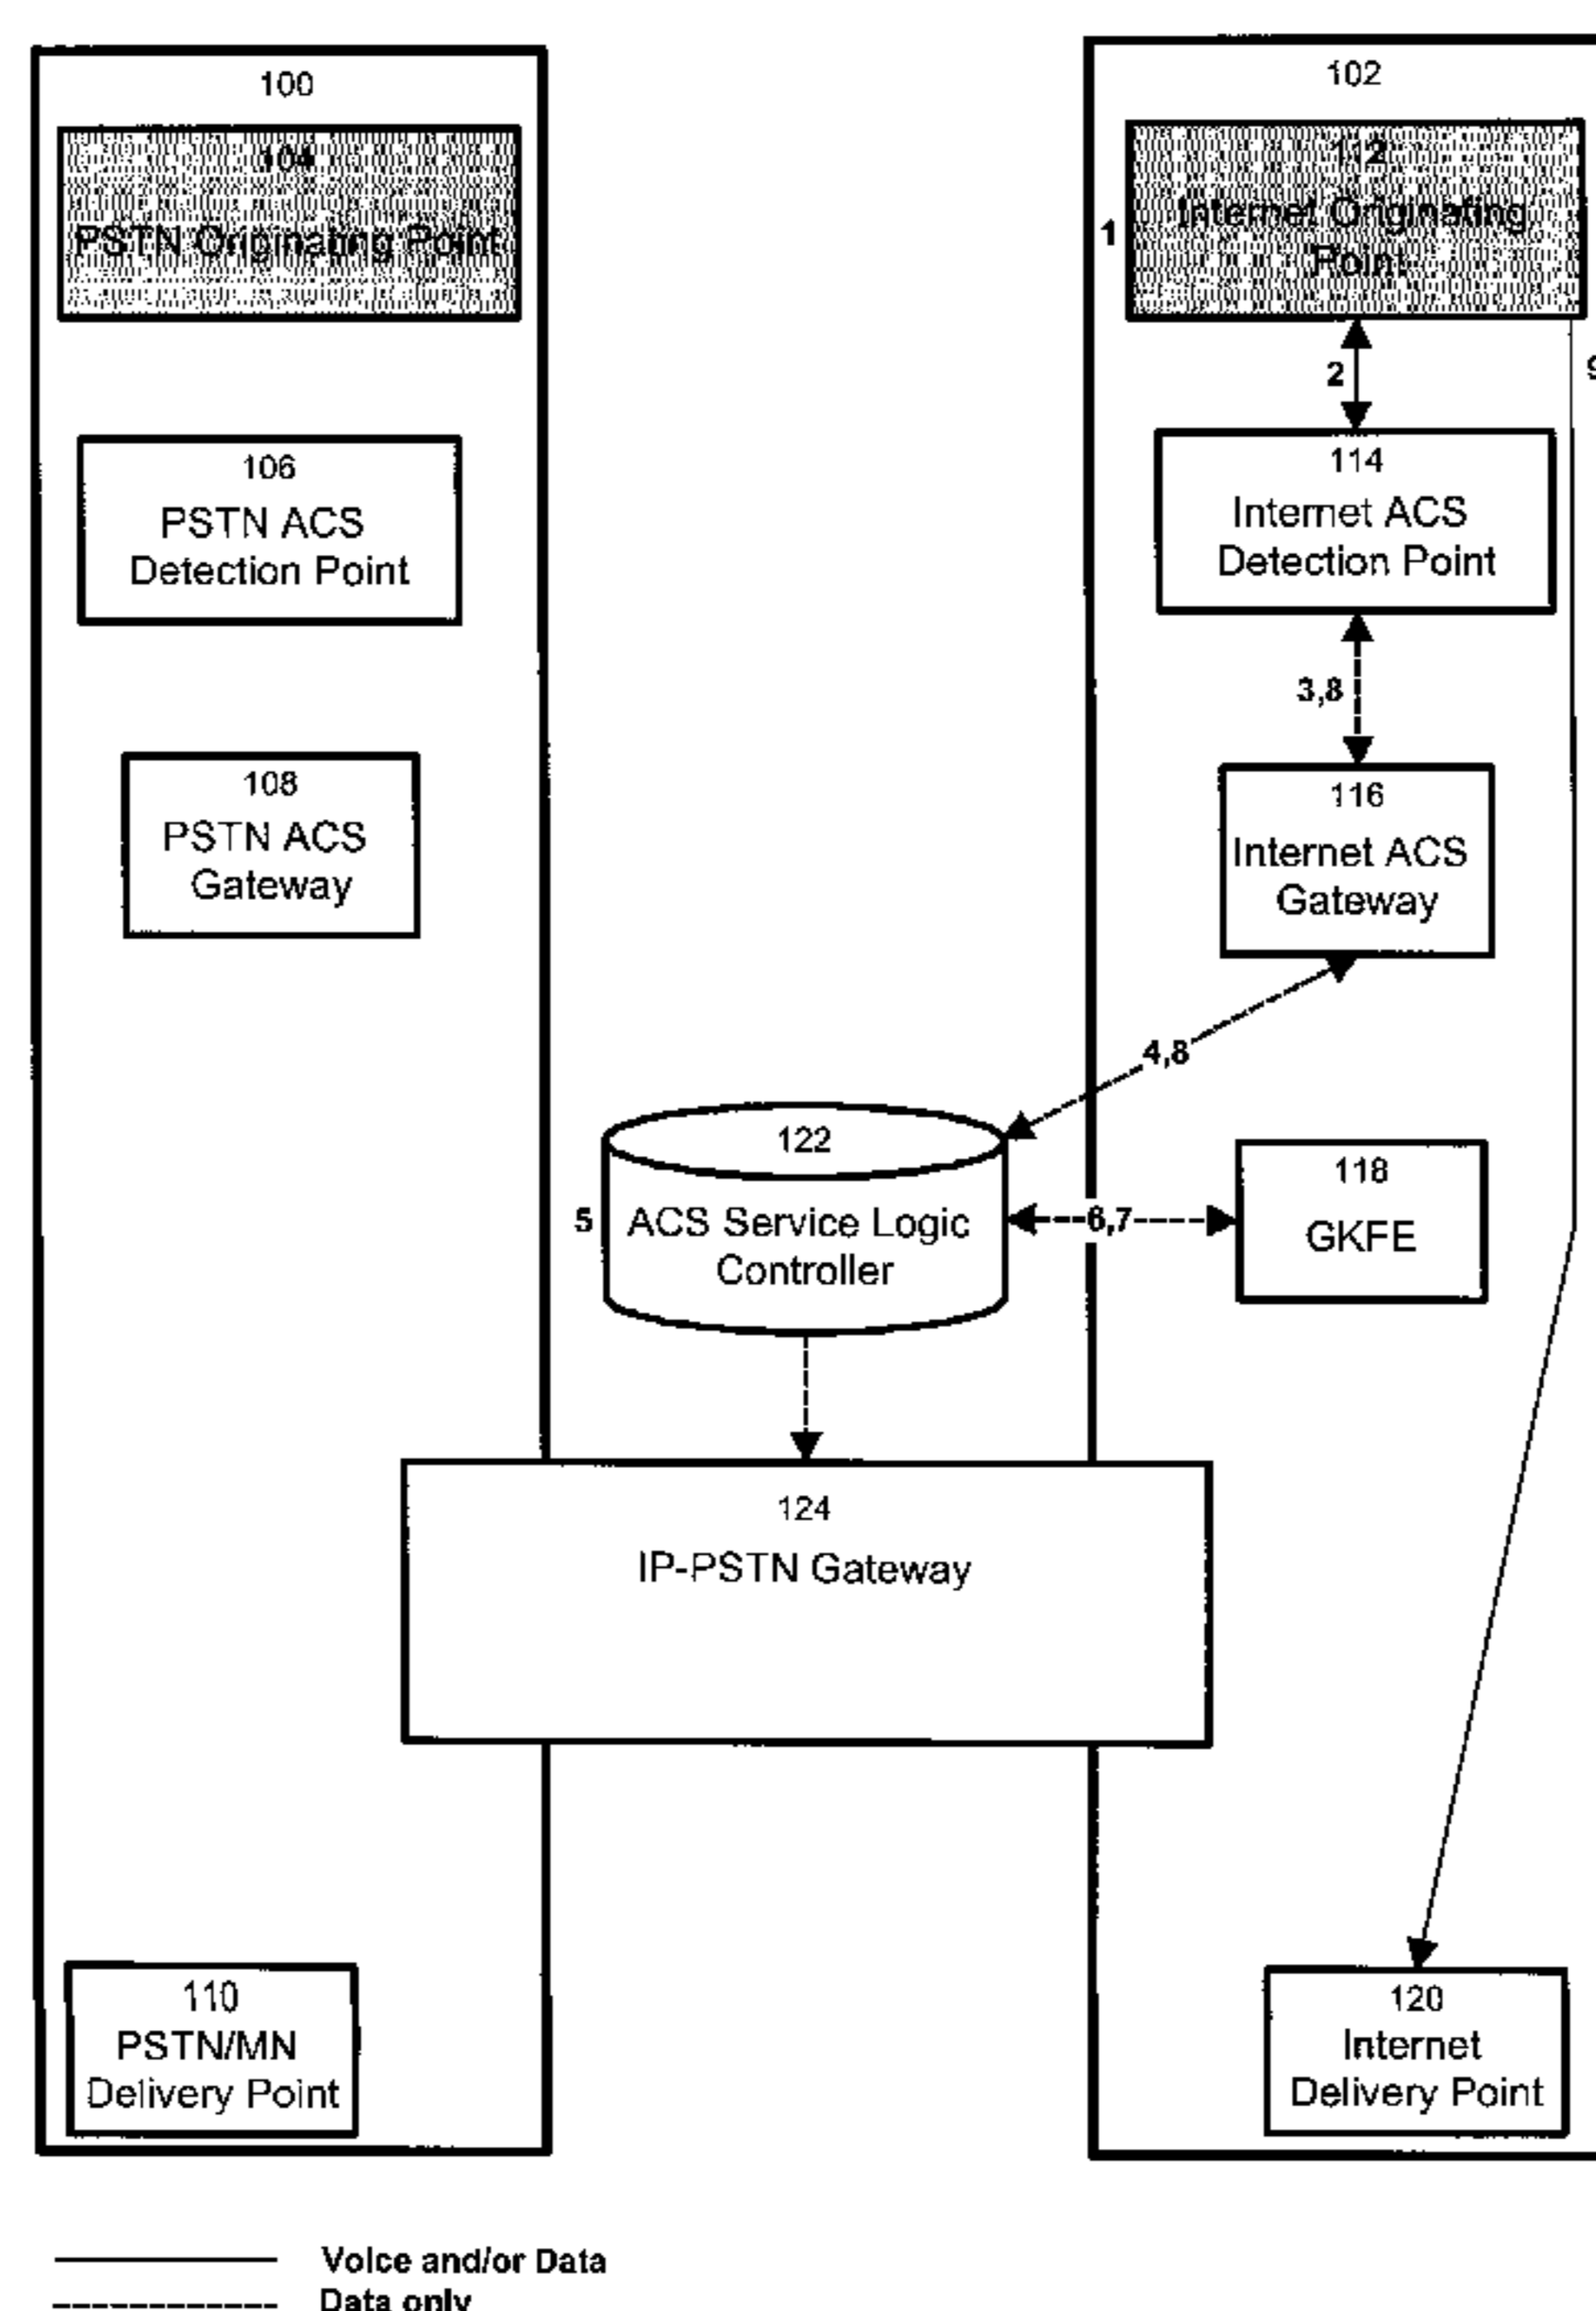 100
104
PSTN Originating Point
106
PSTN ACS
Detection Point
108
PSTN ACS
Gateway
110
PSTN/MN
Delivery Point
102
1
112
Internet Originating
Point
2
9
114
Internet ACS
Detection Point
3,8
116
Internet ACS
Gateway
4,8
122
5
ACS Service Logic
Controller
6,7
118
GKFE
124
IP-PSTN Gateway
120
Internet
Delivery Point
Voice and/or Data
Data only